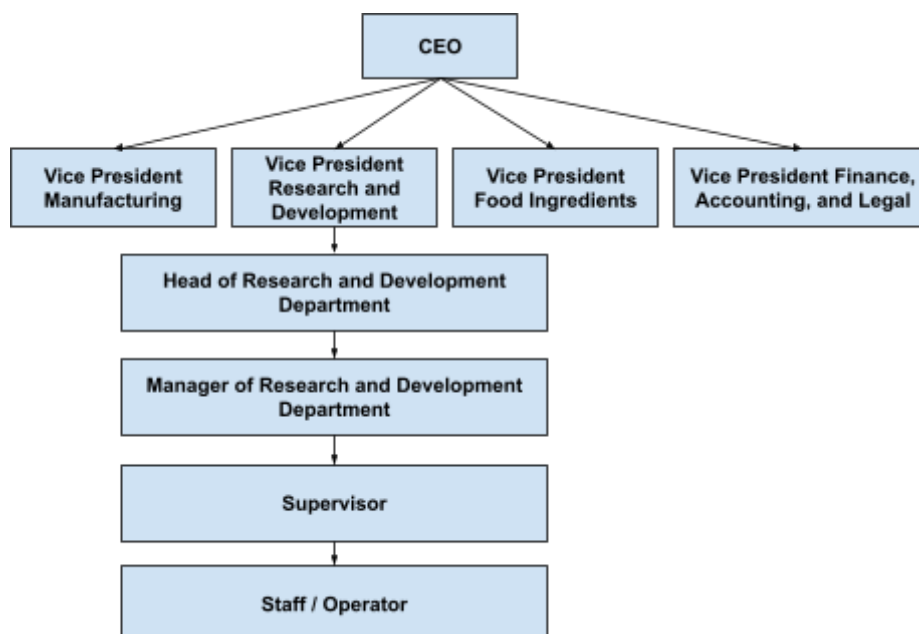 CEO
Vice President
Manufacturing
Vice President
Research and
Development
Vice President
Food Ingredients
Vice President Finance,
Accounting, and Legal
Head of Research and Development
Department
Manager of Research and Development
Department
Supervisor
Staff / Operator